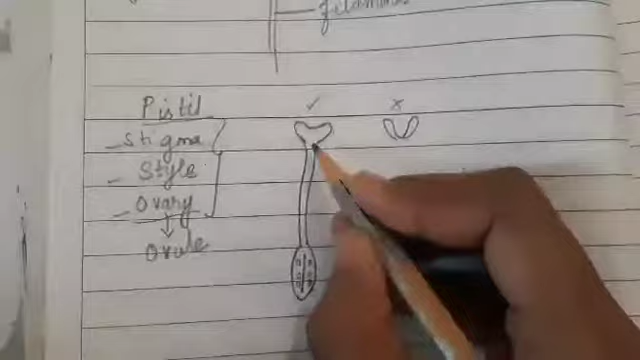 Pistil ✓ x
- Stigma
- Style
- Ovary
Ovule